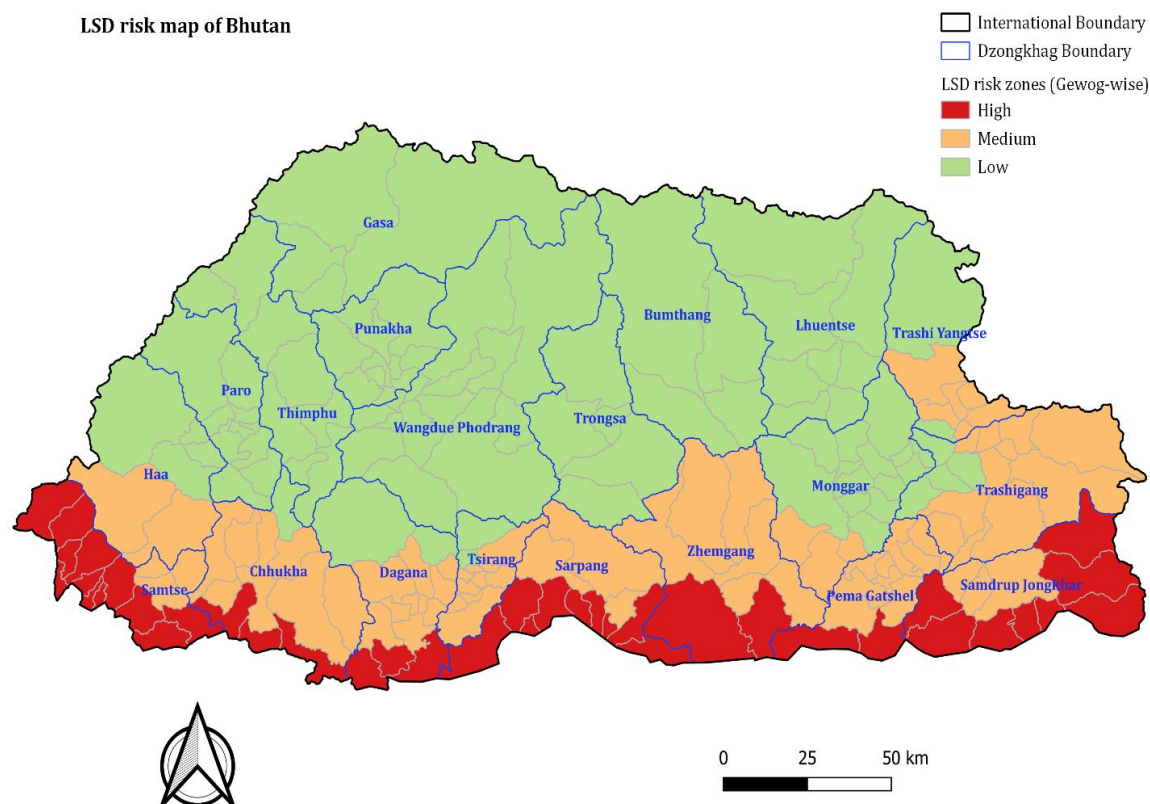 LSD risk map of Bhutan
International Boundary
Dzongkhag Boundary
LSD risk zones (Gewog-wise)
High
Medium
Low
Gasa
Punakha
Bumthang
Lhuentse
Trashi Yangtse
Paro
Thimphu
Wangdue Phodrang
Trongsa
Haa
Monggar
Trashigang
Samtse
Chhukha
Dagana
Tsirang
Sarpang
Zhemgang
Pema Gatshel
Samdrup Jongkhar
0 25 50 km